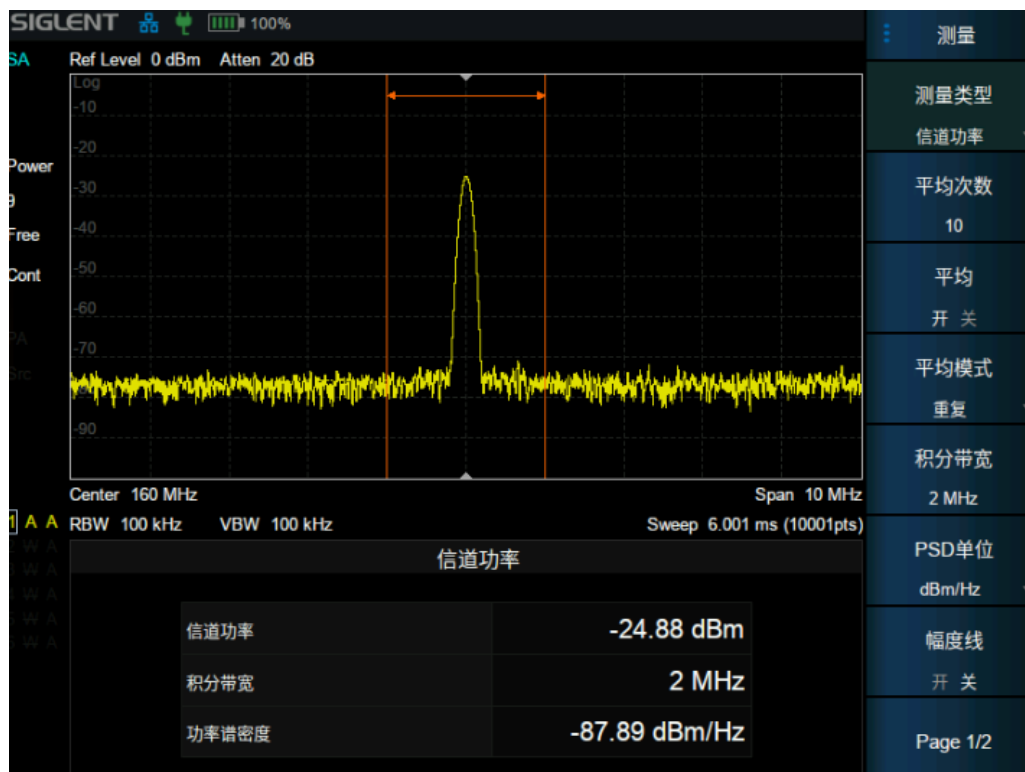 SIGLENT 100%
SA
Ref Level 0 dBm Atten 20 dB
Log
-10
-20
-30
-40
-50
-60
-70
-90
Power
9
Free
Cont
PA
Src
Center 160 MHz Span 10 MHz
RBW 100 kHz VBW 100 kHz Sweep 6.001 ms (10001pts)
1 A A
W A
W A
W A
W A
W A
信道功率
信道功率 -24.88 dBm
积分带宽 2 MHz
功率谱密度 -87.89 dBm/Hz
测量
测量类型
信道功率
平均次数
10
平均
开 关
平均模式
重复
积分带宽
2 MHz
PSD单位
dBm/Hz
幅度线
开 关
Page 1/2